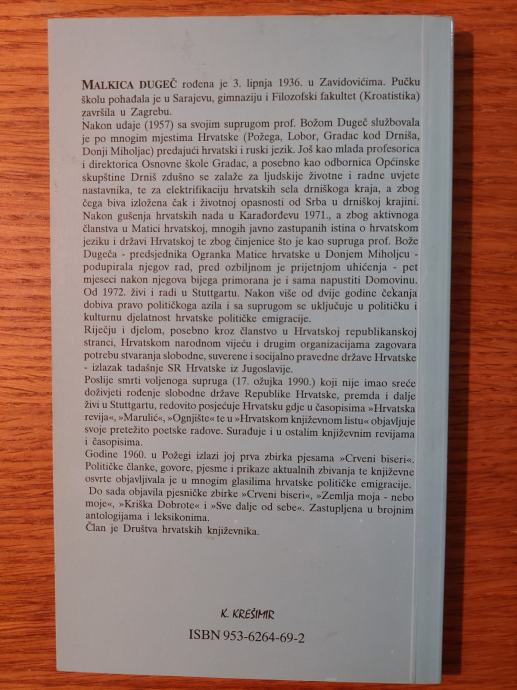 MALKICA DUGEČ rođena je 3. lipnja 1936. u Zavidovićima. Pučku
školu pohađala je u Sarajevu, gimnaziju i Filozofski fakultet (Kroatistika)
završila u Zagrebu.
Nakon udaje (1957) sa svojim suprugom prof. Božom Dugeč službovala
je po mnogim mjestima Hrvatske (Požega, Lobor, Gradac kod Drniša,
Donji Miholjac) predajući hrvatski i ruski jezik. Još kao mlada profesorica
i direktorica Osnovne škole Gradac, a posebno kao odbornica Općinske
skupštine Drniš zdušno se zalaže za ljudskije životne i radne uvjete
nastavnika, te za elektrifikaciju hrvatskih sela drniškoga kraja, a zbog
čega biva izložena čak i životnoj opasnosti od Srba u drniškoj krajini.
Nakon gušenja hrvatskih nada u Karađorđevu 1971., a zbog aktivnoga
članstva u Matici hrvatskoj, mnogih javno zastupanih istina o hrvatskom
jeziku i državi Hrvatskoj te zbog činjenice što je kao supruga prof. Bože
Dugeča - predsjednika Ogranka Matice hrvatske u Donjem Miholjcu -
podupirala njegov rad, pred ozbiljnom je prijetnjom uhićenja - pet
mjeseci nakon njegova bijega primorana je i sama napustiti Domovinu.
Od 1972. živi i radi u Stuttgartu. Nakon više od dvije godine čekanja
dobiva pravo političkoga azila i sa suprugom se uključuje u političku i
kulturnu djelatnost hrvatske političke emigracije.
Riječju i djelom, posebno kroz članstvo u Hrvatskoj republikanskoj
stranci, Hrvatskom narodnom vijeću i drugim organizacijama zagovara
potrebu stvaranja slobodne, suverene i socijalno pravedne države Hrvatske
- izlazak tadašnje SR Hrvatske iz Jugoslavije.
Poslije smrti voljenoga supruga (17. ožujka 1990.) koji nije imao sreće
doživjeti rođenje slobodne države Republike Hrvatske, premda i dalje
živi u Stuttgartu, redovito posjećuje Hrvatsku gdje u časopisima »Hrvatska
revija«, »Marulić«, »Ognjište« te u »Hrvatskom književnom listu« objavljuje
svoje pretežito poetske radove. Surađuje i u ostalim književnim revijama
i časopisima.
Godine 1960. u Požegi izlazi joj prva zbirka pjesama »Crveni biseri«.
Političke članke, govore, pjesme i prikaze aktualnih zbivanja te književne
osvrte objavljivala je u mnogim glasilima hrvatske političke emigracije.
Do sada objavila pjesničke zbirke »Crveni biseri«, »Zemlja moja - nebo
moje«, »Kriška Dobrote« i »Sve dalje od sebe«. Zastupljena u brojnim
antologijama i leksikonima.
Član je Društva hrvatskih književnika.
K. KREŠIMIR
ISBN 953-6264-69-2